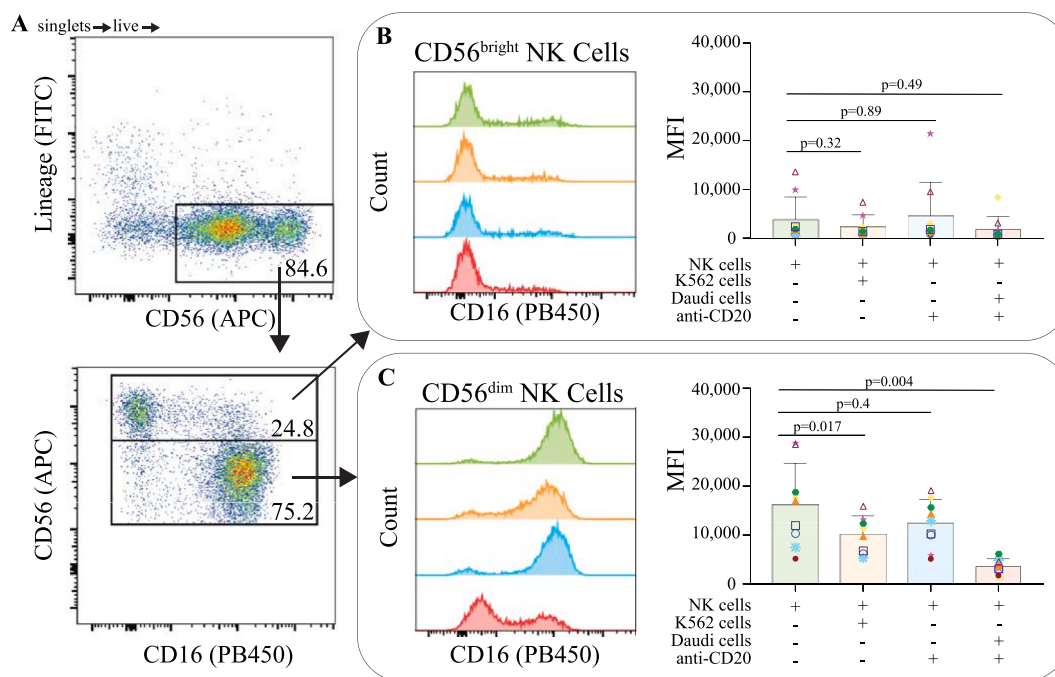 A
singlets → live →
Lineage (FITC)
84.6
CD56 (APC)
CD56 (APC)
24.8
75.2
CD16 (PB450)
B
CD56bright NK Cells
Count
CD16 (PB450)
MFI
40,000
30,000
20,000
10,000
0
p=0.49
p=0.89
p=0.32
NK cells + + + +
K562 cells - + - -
Daudi cells - - - +
anti-CD20 - - + +
C
CD56dim NK Cells
Count
CD16 (PB450)
MFI
40,000
30,000
20,000
10,000
0
p=0.004
p=0.4
p=0.017
NK cells + + + +
K562 cells - + - -
Daudi cells - - - +
anti-CD20 - - + +